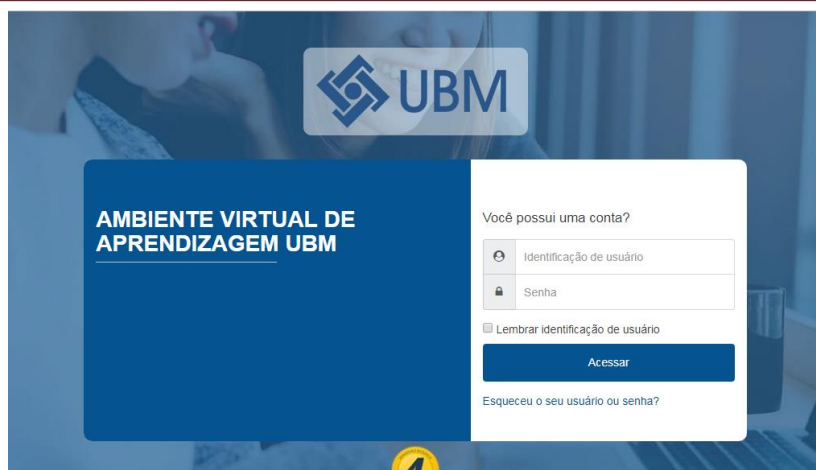 UBM
AMBIENTE VIRTUAL DE
APRENDIZAGEM UBM
Você possui uma conta?
Identificação de usuário
Senha
Lembrar identificação de usuário
Acessar
Esqueceu o seu usuário ou senha?
4